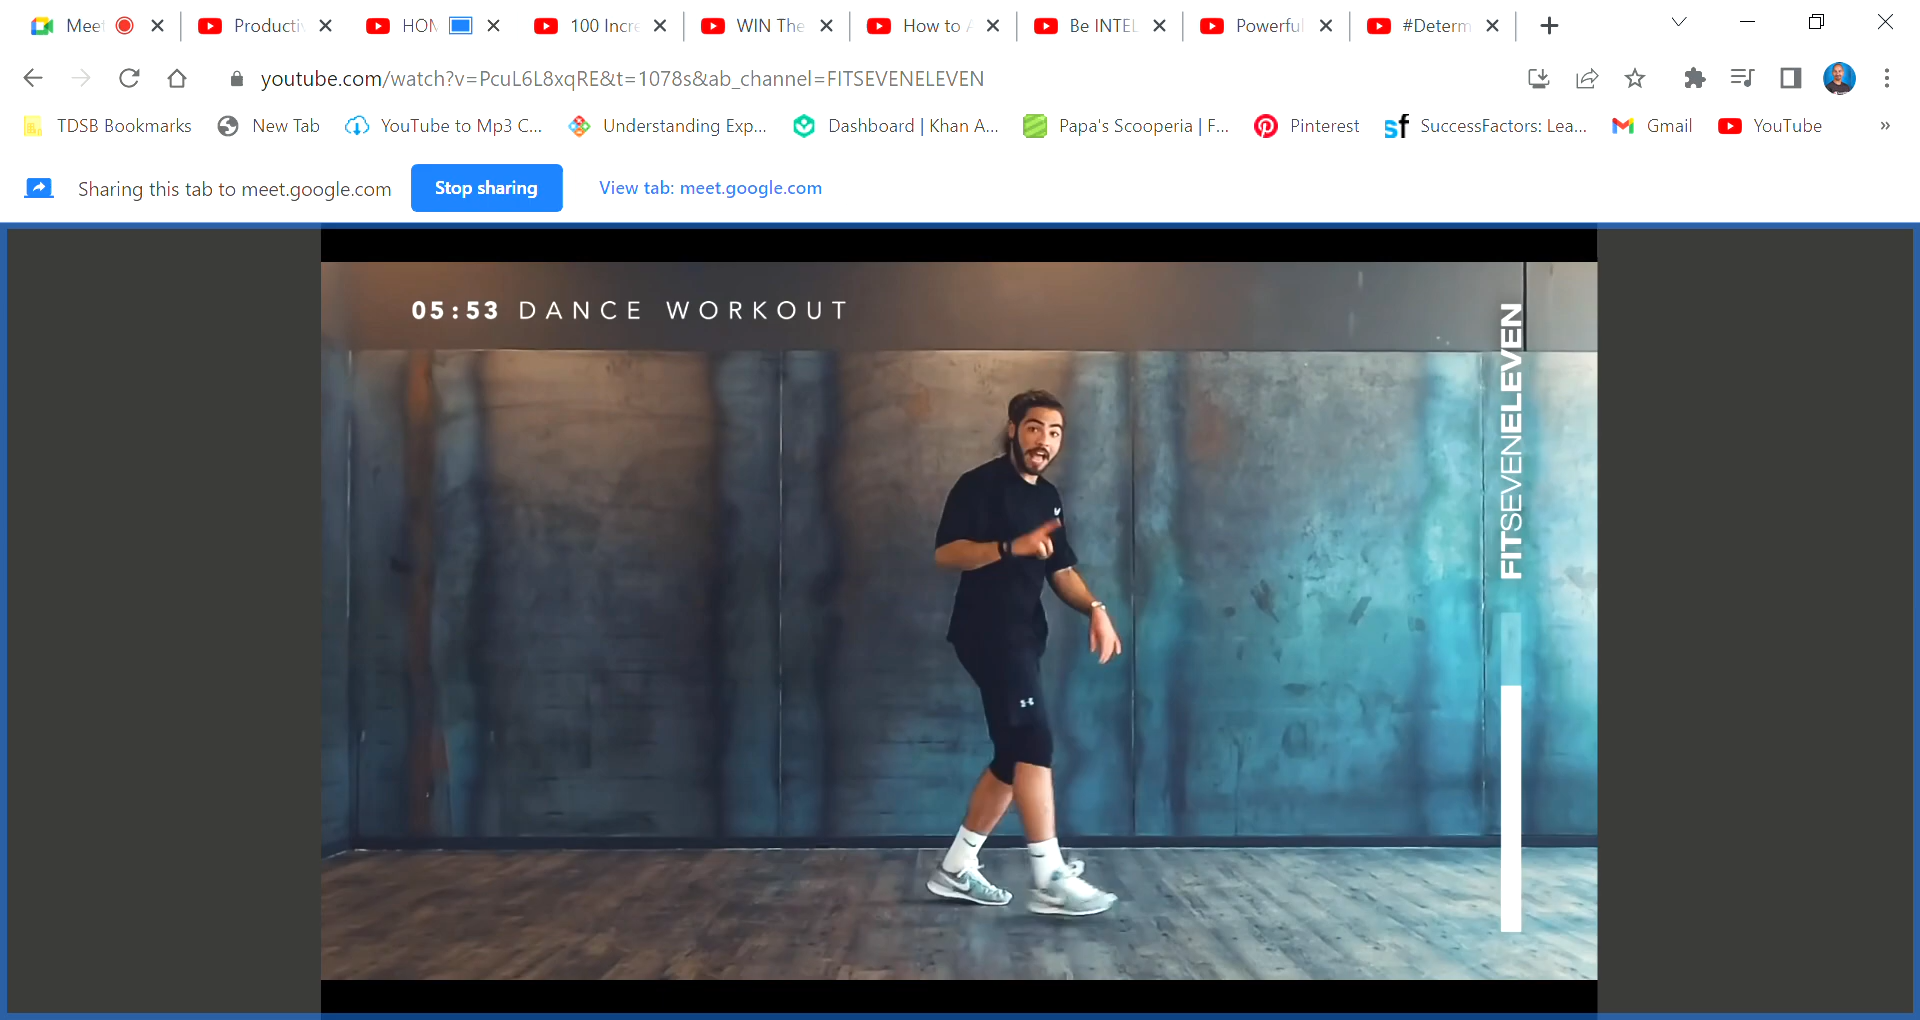 Meet
Producti
HOM
100 Incre
WIN The
How to A
Be INTEL
Powerful
#Determ
youtube.com/watch?v=PcuL6L8xqRE&t=1078s&ab_channel=FITSEVENELEVEN
TDSB Bookmarks
New Tab
YouTube to Mp3 C...
Understanding Exp...
Dashboard | Khan A...
Papa's Scooperia | F...
Pinterest
SuccessFactors: Lea...
Gmail
YouTube
»
Sharing this tab to meet.google.com
Stop sharing
View tab: meet.google.com
05:53 DANCE WORKOUT
FITSEVENELEVEN